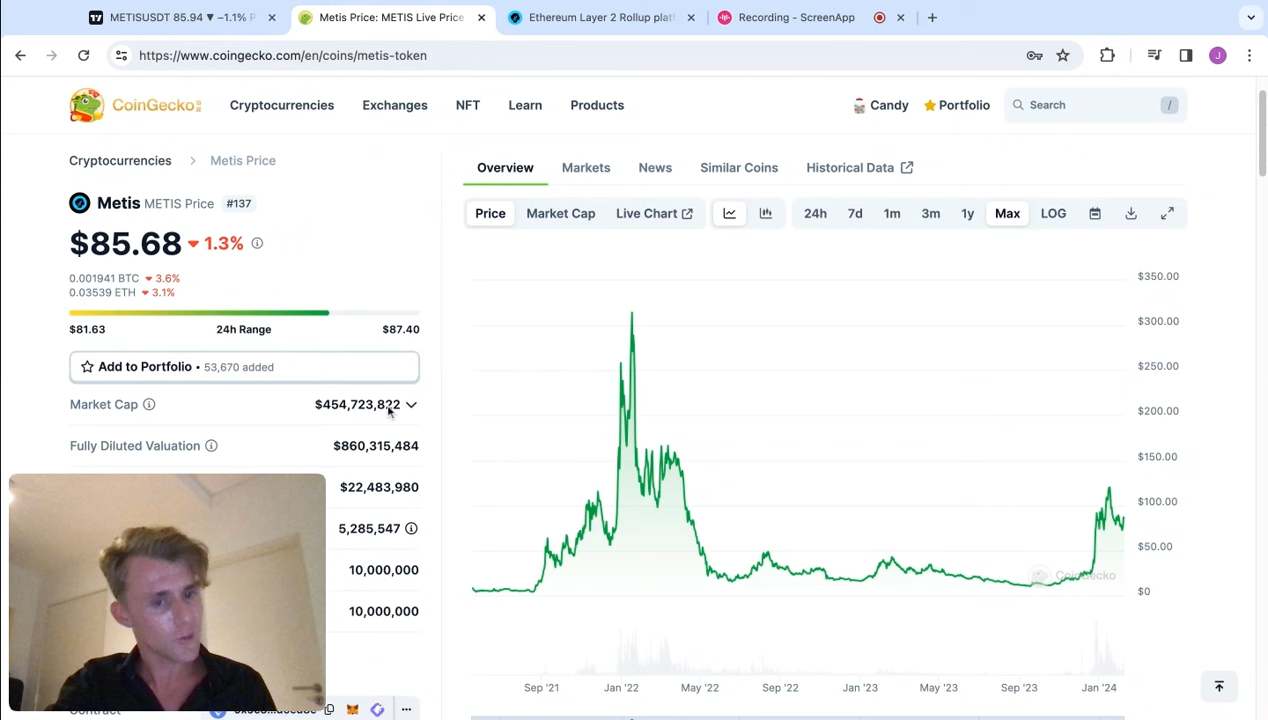 METISUSDT 85.94 ▼ −1.1% P
Metis Price: METIS Live Price
Ethereum Layer 2 Rollup plat
Recording - ScreenApp
https://www.coingecko.com/en/coins/metis-token
J
CoinGecko
Cryptocurrencies
Exchanges
NFT
Learn
Products
Candy
Portfolio
Search
/
Cryptocurrencies > Metis Price
Metis METIS Price #137
$85.68 ▼ 1.3%
0.001941 BTC ▼ 3.6%
0.03539 ETH ▼ 3.1%
$81.63 24h Range $87.40
Add to Portfolio • 53,670 added
Market Cap $454,723,822
Fully Diluted Valuation $860,315,484
$22,483,980
5,285,547
10,000,000
10,000,000
Overview Markets News Similar Coins Historical Data
Price Market Cap Live Chart 24h 7d 1m 3m 1y Max LOG
$350.00
$300.00
$250.00
$200.00
$150.00
$100.00
$50.00
$0
CoinGecko
Sep '21 Jan '22 May '22 Sep '22 Jan '23 May '23 Sep '23 Jan '24